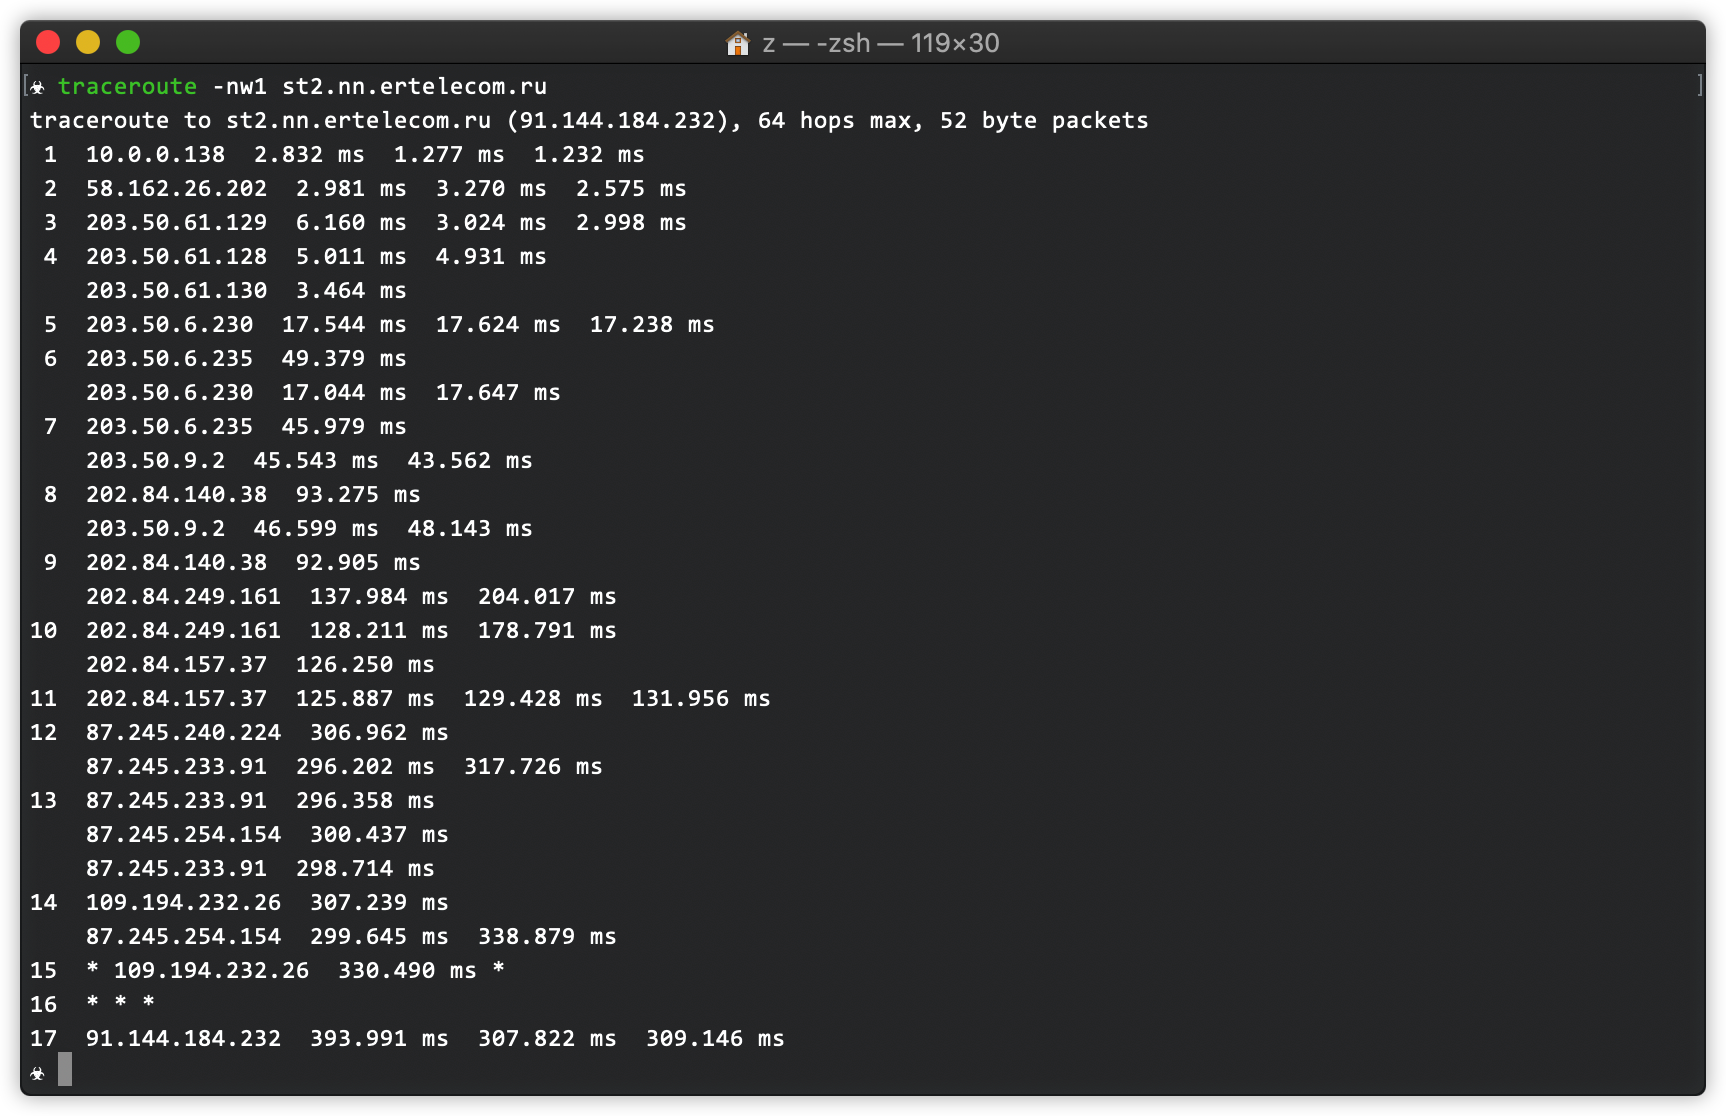 z — -zsh — 119×30
[☣ traceroute -nw1 st2.nn.ertelecom.ru ]
traceroute to st2.nn.ertelecom.ru (91.144.184.232), 64 hops max, 52 byte packets
 1  10.0.0.138  2.832 ms  1.277 ms  1.232 ms
 2  58.162.26.202  2.981 ms  3.270 ms  2.575 ms
 3  203.50.61.129  6.160 ms  3.024 ms  2.998 ms
 4  203.50.61.128  5.011 ms  4.931 ms
    203.50.61.130  3.464 ms
 5  203.50.6.230  17.544 ms  17.624 ms  17.238 ms
 6  203.50.6.235  49.379 ms
    203.50.6.230  17.044 ms  17.647 ms
 7  203.50.6.235  45.979 ms
    203.50.9.2  45.543 ms  43.562 ms
 8  202.84.140.38  93.275 ms
    203.50.9.2  46.599 ms  48.143 ms
 9  202.84.140.38  92.905 ms
    202.84.249.161  137.984 ms  204.017 ms
10  202.84.249.161  128.211 ms  178.791 ms
    202.84.157.37  126.250 ms
11  202.84.157.37  125.887 ms  129.428 ms  131.956 ms
12  87.245.240.224  306.962 ms
    87.245.233.91  296.202 ms  317.726 ms
13  87.245.233.91  296.358 ms
    87.245.254.154  300.437 ms
    87.245.233.91  298.714 ms
14  109.194.232.26  307.239 ms
    87.245.254.154  299.645 ms  338.879 ms
15  * 109.194.232.26  330.490 ms *
16  * * *
17  91.144.184.232  393.991 ms  307.822 ms  309.146 ms
☣